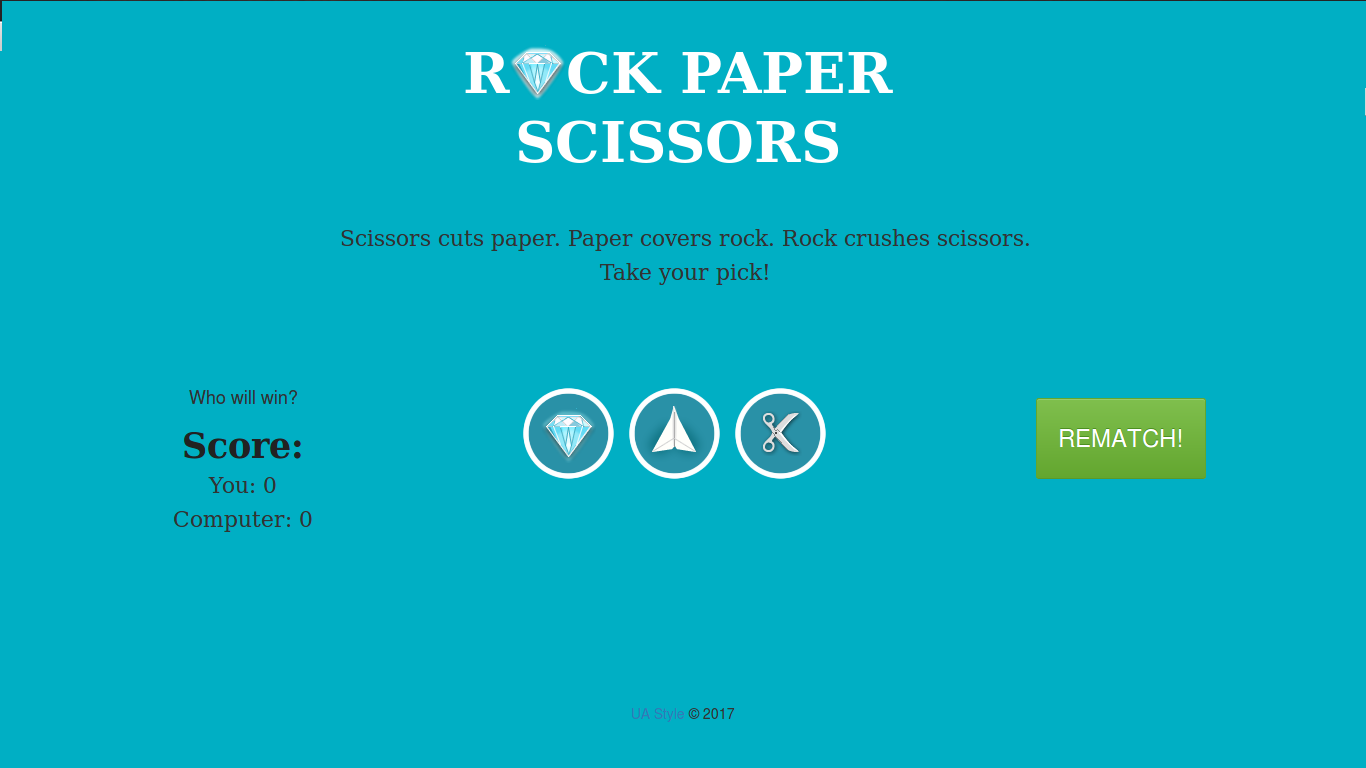 R💎CK PAPER
SCISSORS
Scissors cuts paper. Paper covers rock. Rock crushes scissors.
Take your pick!
Who will win?
Score:
You: 0
Computer: 0
REMATCH!
UA Style © 2017